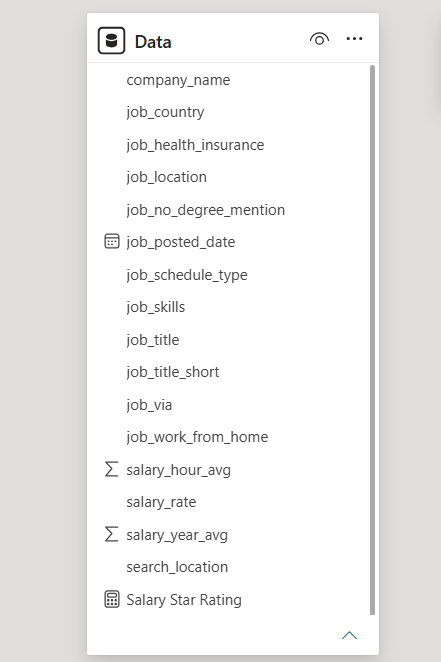 Data
company_name
job_country
job_health_insurance
job_location
job_no_degree_mention
job_posted_date
job_schedule_type
job_skills
job_title
job_title_short
job_via
job_work_from_home
salary_hour_avg
salary_rate
salary_year_avg
search_location
Salary Star Rating